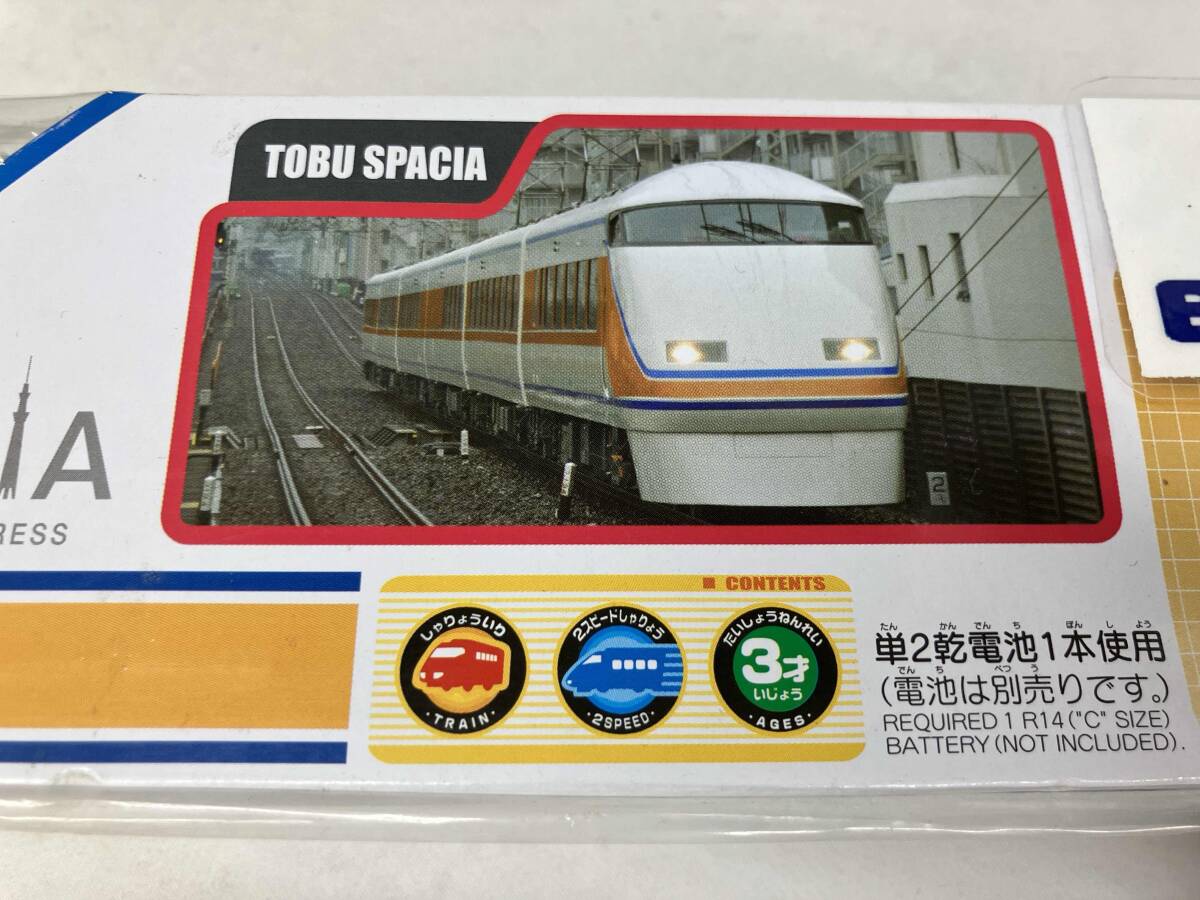 TOBU SPACIA
IA
RESS
CONTENTS
しゃりょういり
・TRAIN・
2スピードしゃりょう
・2SPEED・
たいしょうねんれい
3才
いじょう
・AGES・
たん かん でん ち ぽん し よう
単2乾電池1本使用
でん ち べつ う
(電池は別売りです。)
REQUIRED 1 R14 ("C" SIZE)
BATTERY (NOT INCLUDED).
2